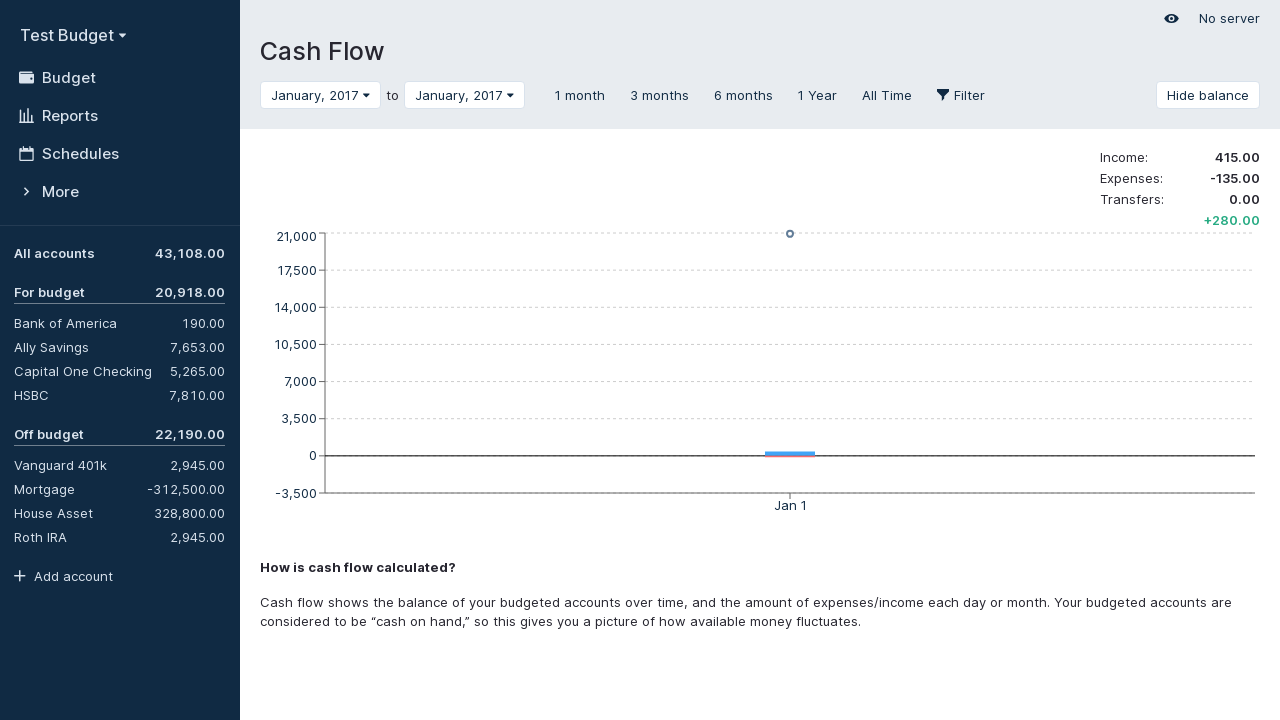 Test Budget
Budget
Reports
Schedules
More
All accounts 43,108.00
For budget 20,918.00
Bank of America 190.00
Ally Savings 7,653.00
Capital One Checking 5,265.00
HSBC 7,810.00
Off budget 22,190.00
Vanguard 401k 2,945.00
Mortgage -312,500.00
House Asset 328,800.00
Roth IRA 2,945.00
Add account
No server
Cash Flow
January, 2017 to January, 2017 1 month 3 months 6 months 1 Year All Time Filter Hide balance
Income: 415.00
Expenses: -135.00
Transfers: 0.00
+280.00
21,000
17,500
14,000
10,500
7,000
3,500
0
-3,500
Jan 1
How is cash flow calculated?
Cash flow shows the balance of your budgeted accounts over time, and the amount of expenses/income each day or month. Your budgeted accounts are
considered to be “cash on hand,” so this gives you a picture of how available money fluctuates.